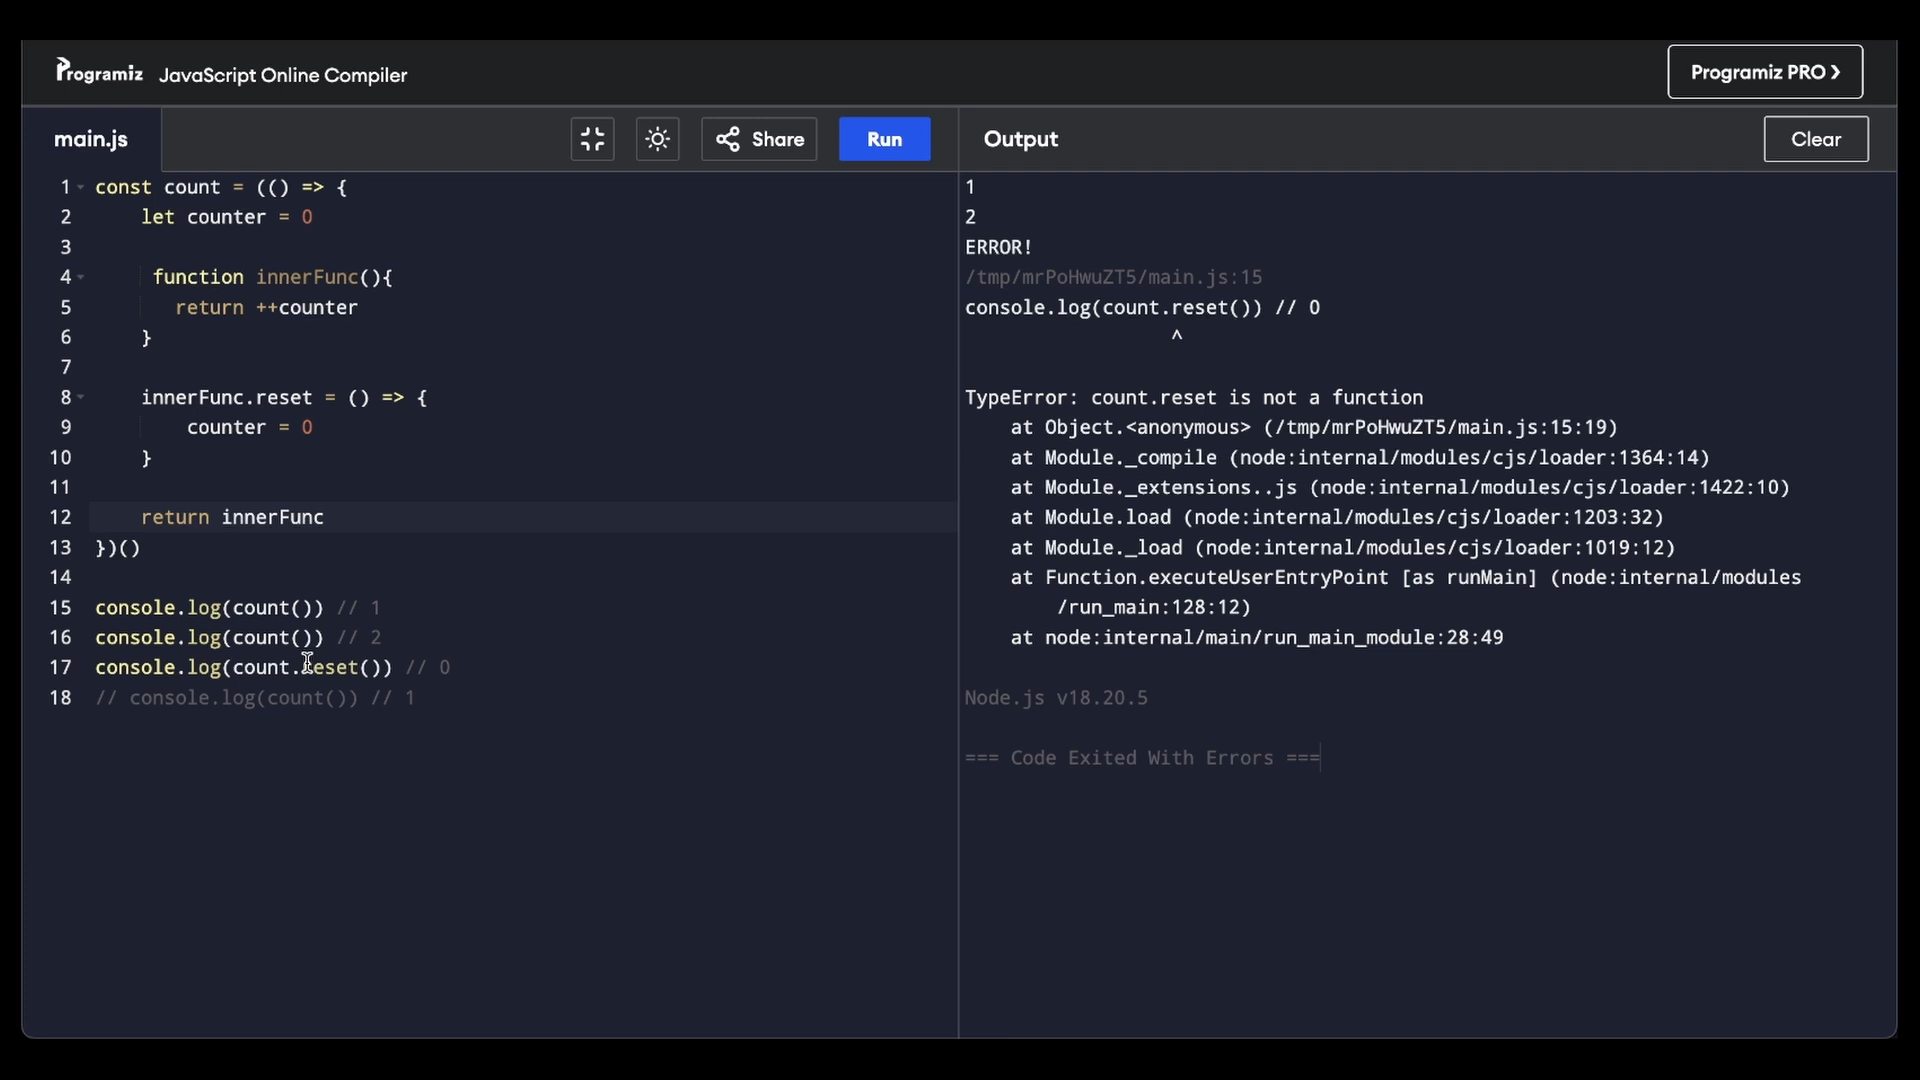 Programiz JavaScript Online Compiler
Programiz PRO ❯
main.js
Share
Run
Output
Clear
1 const count = (() => {
2     let counter = 0
3
4      function innerFunc(){
5        return ++counter
6     }
7
8     innerFunc.reset = () => {
9         counter = 0
10     }
11
12     return innerFunc
13 })()
14
15 console.log(count()) // 1
16 console.log(count()) // 2
17 console.log(count.reset()) // 0
18 // console.log(count()) // 1
1
2
ERROR!
/tmp/mrPoHwuZT5/main.js:15
console.log(count.reset()) // 0
^
TypeError: count.reset is not a function
    at Object.<anonymous> (/tmp/mrPoHwuZT5/main.js:15:19)
    at Module._compile (node:internal/modules/cjs/loader:1364:14)
    at Module._extensions..js (node:internal/modules/cjs/loader:1422:10)
    at Module.load (node:internal/modules/cjs/loader:1203:32)
    at Module._load (node:internal/modules/cjs/loader:1019:12)
    at Function.executeUserEntryPoint [as runMain] (node:internal/modules
        /run_main:128:12)
    at node:internal/main/run_main_module:28:49
Node.js v18.20.5
=== Code Exited With Errors ===